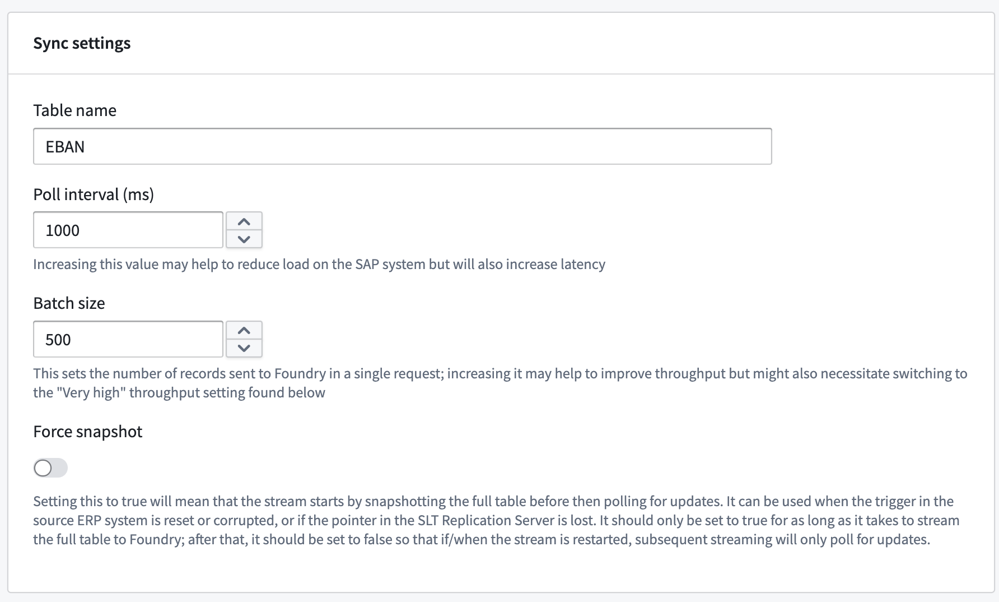 Sync settings
Table name
EBAN
Poll interval (ms)
1000
Increasing this value may help to reduce load on the SAP system but will also increase latency
Batch size
500
This sets the number of records sent to Foundry in a single request; increasing it may help to improve throughput but might also necessitate switching to
the "Very high" throughput setting found below
Force snapshot
Setting this to true will mean that the stream starts by snapshotting the full table before then polling for updates. It can be used when the trigger in the
source ERP system is reset or corrupted, or if the pointer in the SLT Replication Server is lost. It should only be set to true for as long as it takes to stream
the full table to Foundry; after that, it should be set to false so that if/when the stream is restarted, subsequent streaming will only poll for updates.